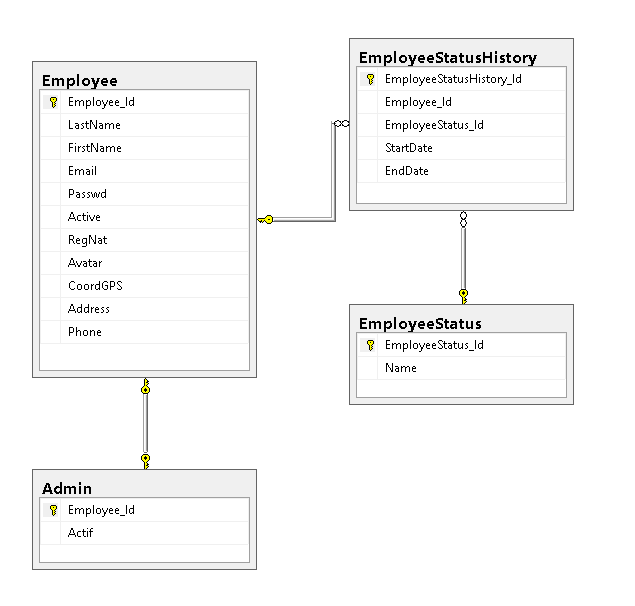 Employee
Employee_Id
LastName
FirstName
Email
Passwd
Active
RegNat
Avatar
CoordGPS
Address
Phone
EmployeeStatusHistory
EmployeeStatusHistory_Id
Employee_Id
EmployeeStatus_Id
StartDate
EndDate
EmployeeStatus
EmployeeStatus_Id
Name
Admin
Employee_Id
Actif